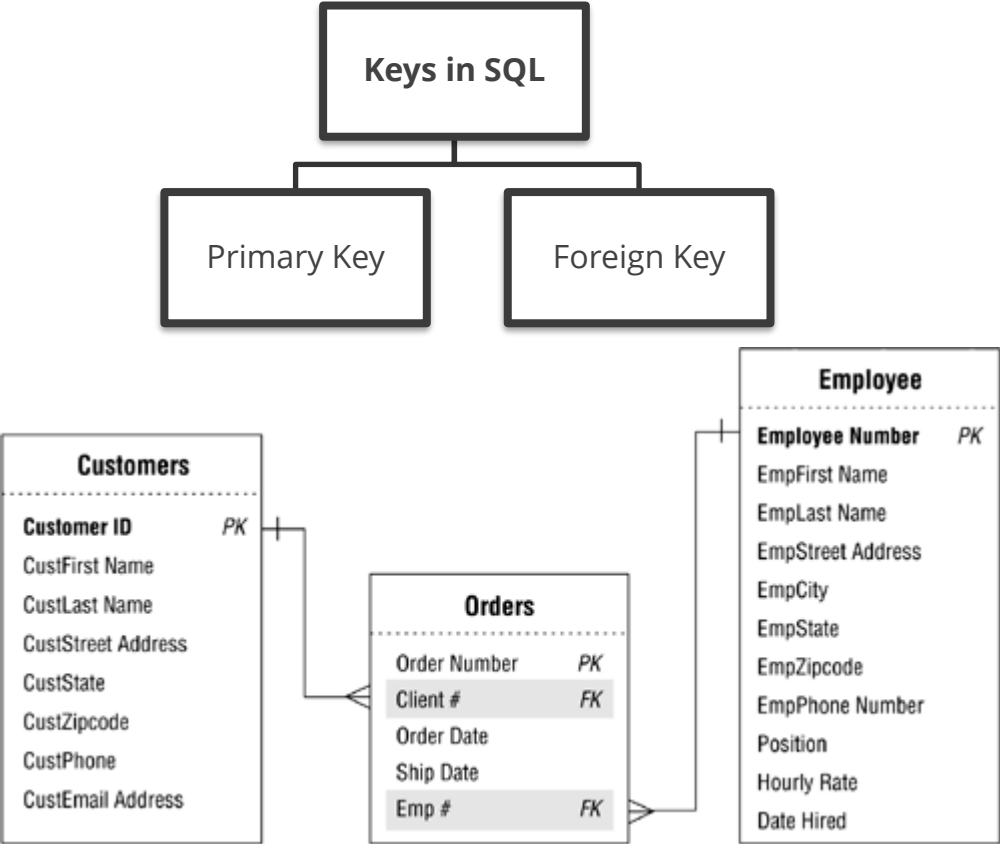 Keys in SQL
Primary Key
Foreign Key
Customers
Customer ID PK
CustFirst Name
CustLast Name
CustStreet Address
CustState
CustZipcode
CustPhone
CustEmail Address
Orders
Order Number PK
Client # FK
Order Date
Ship Date
Emp # FK
Employee
Employee Number PK
EmpFirst Name
EmpLast Name
EmpStreet Address
EmpCity
EmpState
EmpZipcode
EmpPhone Number
Position
Hourly Rate
Date Hired